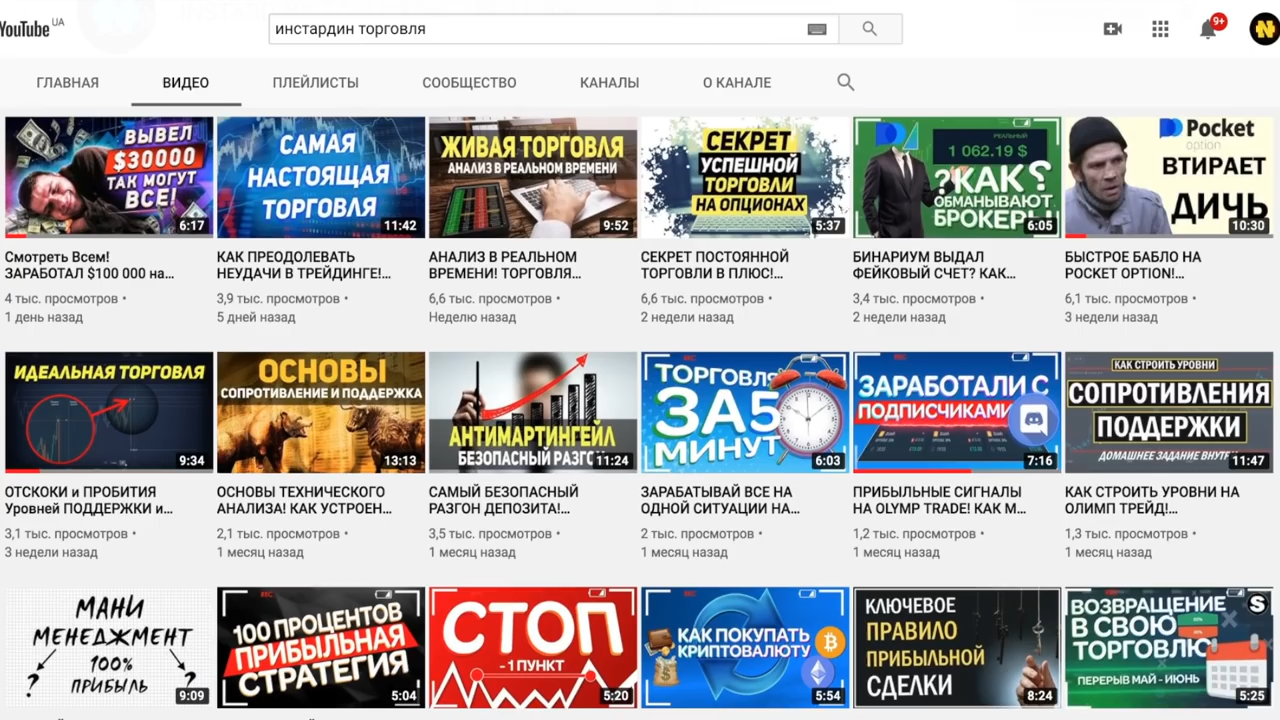 YouTube UA
инстардин торговля
9+
N
ГЛАВНАЯ ВИДЕО ПЛЕЙЛИСТЫ СООБЩЕСТВО КАНАЛЫ О КАНАЛЕ
ВЫВЕЛ
$30000
ТАК МОГУТ
ВСЕ!
6:17
САМАЯ
НАСТОЯЩАЯ
ТОРГОВЛЯ
11:42
ЖИВАЯ ТОРГОВЛЯ
АНАЛИЗ В РЕАЛЬНОМ ВРЕМЕНИ
9:52
СЕКРЕТ
УСПЕШНОЙ
ТОРГОВЛИ
НА ОПЦИОНАХ
5:37
РЕАЛЬНЫЙ
1 062.19 $
?КАК?
ОБМАНЫВАЮТ
БРОКЕРЫ
6:05
Pocket
option
ВТИРАЕТ
ДИЧЬ
10:30
Смотреть Всем!
ЗАРАБОТАЛ $100 000 на...
4 тыс. просмотров •
1 день назад
КАК ПРЕОДОЛЕВАТЬ
НЕУДАЧИ В ТРЕЙДИНГЕ!...
3,9 тыс. просмотров •
5 дней назад
АНАЛИЗ В РЕАЛЬНОМ
ВРЕМЕНИ! ТОРГОВЛЯ...
6,6 тыс. просмотров •
Неделю назад
СЕКРЕТ ПОСТОЯННОЙ
ТОРГОВЛИ В ПЛЮС!...
6,6 тыс. просмотров •
2 недели назад
БИНАРИУМ ВЫДАЛ
ФЕЙКОВЫЙ СЧЕТ? КАК...
3,4 тыс. просмотров •
2 недели назад
БЫСТРОЕ БАБЛО НА
POCKET OPTION!...
6,1 тыс. просмотров •
3 недели назад
ИДЕАЛЬНАЯ ТОРГОВЛЯ
9:34
ОСНОВЫ
СОПРОТИВЛЕНИЕ И ПОДДЕРЖКА
13:13
АНТИМАРТИНГЕЙЛ
БЕЗОПАСНЫЙ
11:24
REC
ТОРГОВЛЯ
ЗА 5
МИНУТ
6:03
REC
ЗАРАБОТАЛИ С
ПОДПИСЧИКАМИ
7:16
КАК СТРОИТЬ УРОВНИ
СОПРОТИВЛЕНИЯ
ПОДДЕРЖКИ
ДОМАШНЕЕ ЗАДАНИЕ ВНУТРИ
11:47
ОТСКОКИ и ПРОБИТИЯ
Уровней ПОДДЕРЖКИ и...
3,1 тыс. просмотров •
3 недели назад
ОСНОВЫ ТЕХНИЧЕСКОГО
АНАЛИЗА! КАК УСТРОЕН...
2,1 тыс. просмотров •
1 месяц назад
САМЫЙ БЕЗОПАСНЫЙ
РАЗГОН ДЕПОЗИТА!...
3,5 тыс. просмотров •
1 месяц назад
ЗАРАБАТЫВАЙ ВСЕ НА
ОДНОЙ СИТУАЦИИ НА...
2 тыс. просмотров •
1 месяц назад
ПРИБЫЛЬНЫЕ СИГНАЛЫ
НА OLYMP TRADE! КАК М...
1,2 тыс. просмотров •
1 месяц назад
КАК СТРОИТЬ УРОВНИ НА
ОЛИМП ТРЕЙД!...
1,3 тыс. просмотров •
1 месяц назад
МАНИ
МЕНЕДЖМЕНТ
100%
? ПРИБЫЛЬ ?
9:09
REC
100 ПРОЦЕНТОВ
ПРИБЫЛЬНАЯ
СТРАТЕГИЯ
5:04
REC
СТОП
- 1 ПУНКТ
5:20
REC
КАК ПОКУПАТЬ
КРИПТОВАЛЮТУ
5:54
КЛЮЧЕВОЕ
ПРАВИЛО
ПРИБЫЛЬНОЙ
СДЕЛКИ
8:24
ВОЗВРАЩЕНИЕ
В СВОЮ
ТОРГОВЛЮ
ПЕРЕРЫВ МАЙ - ИЮНЬ
5:25